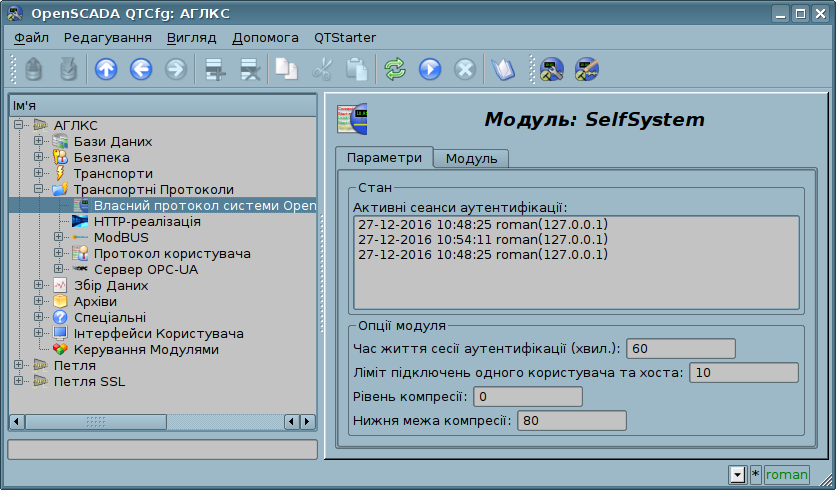 OpenSCADA QTCfg: АГЛКС
Файл Редагування Вигляд Допомога QTStarter
Ім'я
АГЛКС
Бази Даних
Безпека
Транспорти
Транспортні Протоколи
Власний протокол системи Open
HTTP-реалізація
ModBUS
Протокол користувача
Сервер OPC-UA
Збір Даних
Архіви
Спеціальні
Інтерфейси Користувача
Керування Модулями
Петля
Петля SSL
Модуль: SelfSystem
Параметри Модуль
Стан
Активні сеанси аутентифікації:
27-12-2016 10:48:25 roman(127.0.0.1)
27-12-2016 10:54:11 roman(127.0.0.1)
27-12-2016 10:48:25 roman(127.0.0.1)
Опції модуля
Час життя сесії аутентифікації (хвил.): 60
Ліміт підключень одного користувача та хоста: 10
Рівень компресії: 0
Нижня межа компресії: 80
* roman